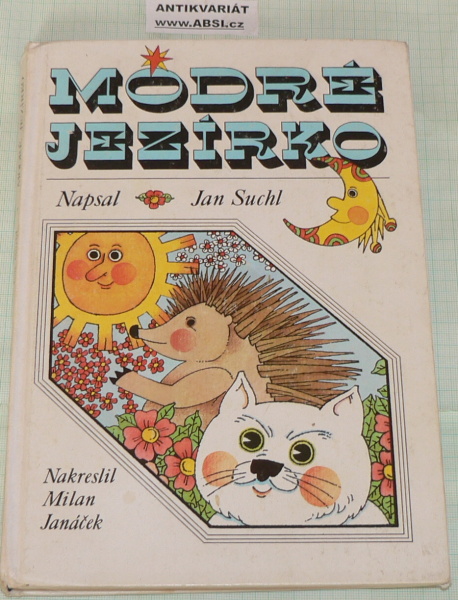 ANTIKVARIÁT
www.ABSI.cz
MODRÉ
JEZÍRKO
Napsal Jan Suchl
Nakreslil
Milan
Janáček